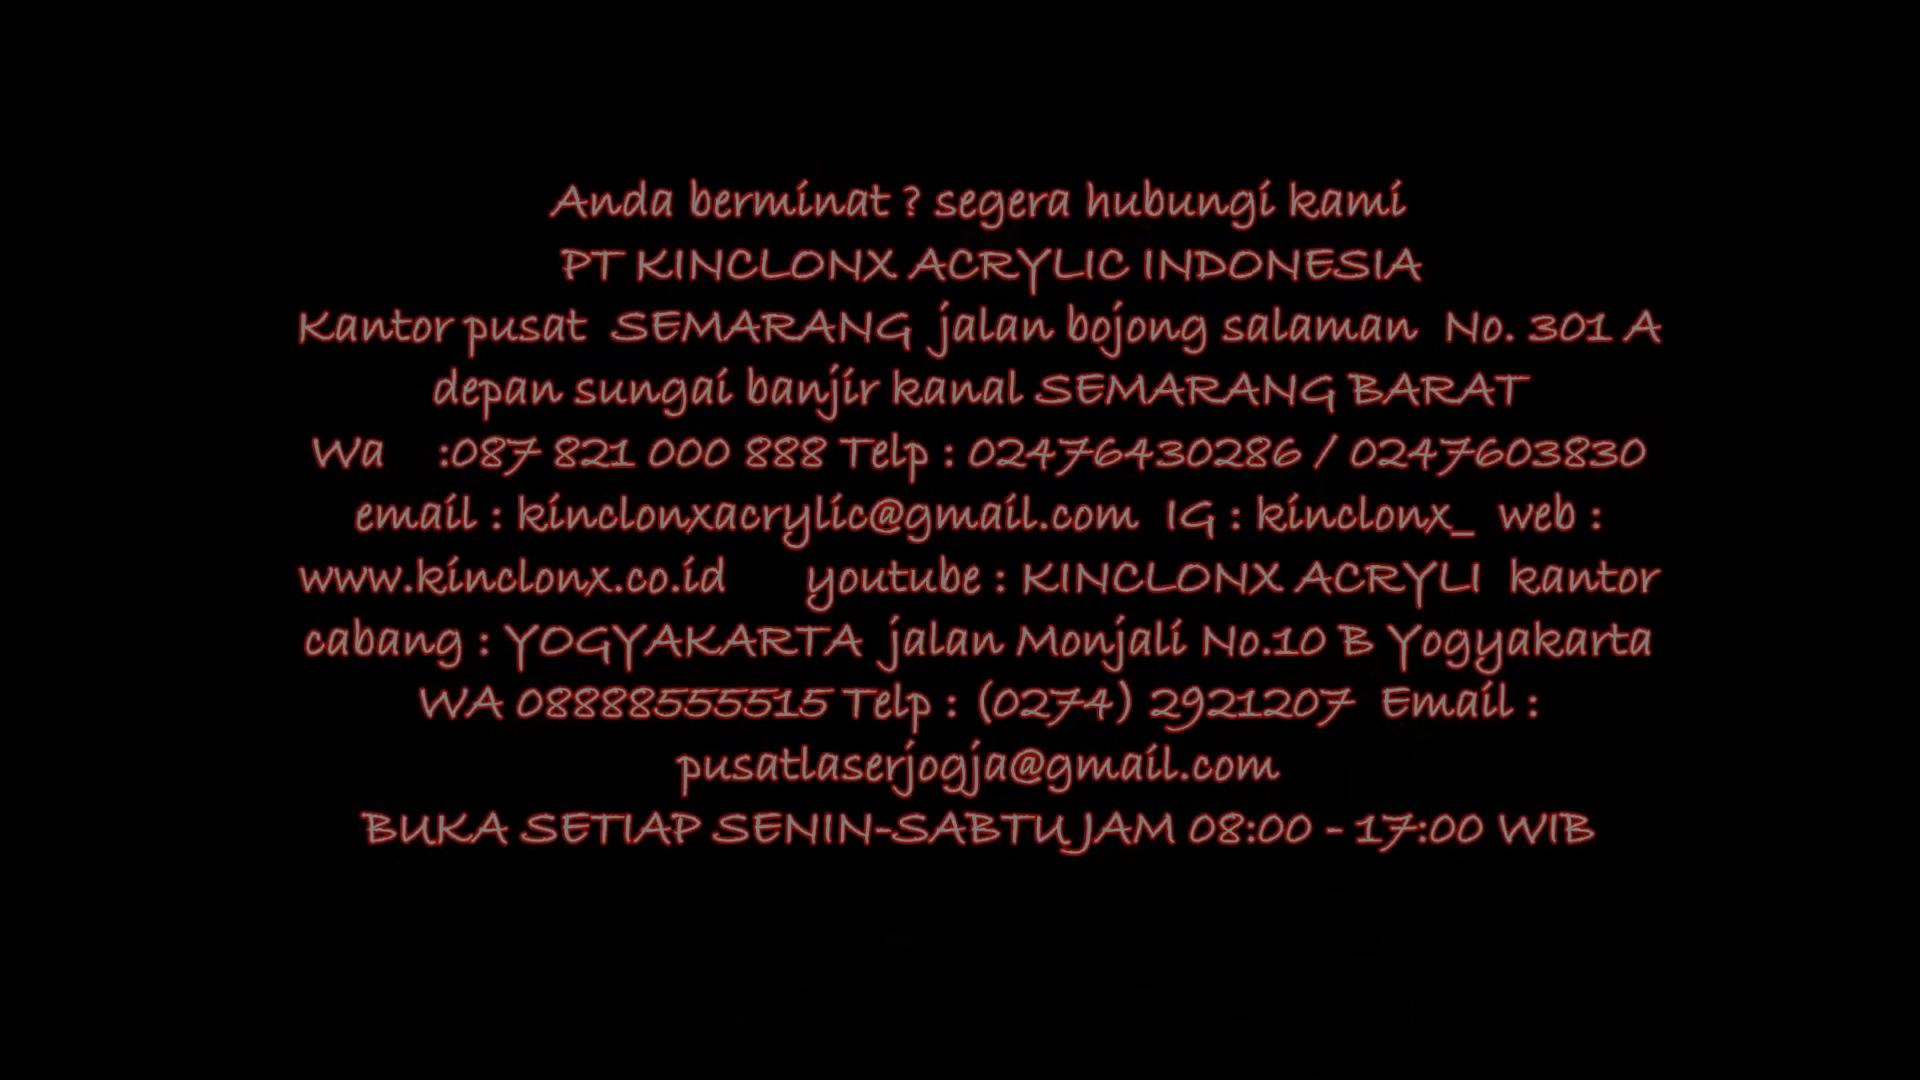 Anda berminat ? segera hubungi kami
PT KINCLONX ACRYLIC INDONESIA
Kantor pusat SEMARANG jalan bojong salaman No. 301 A
depan sungai banjir kanal SEMARANG BARAT
Wa :087 821 000 888 Telp : 02476430286 / 0247603830
email : kinclonxacrylic@gmail.com IG : kinclonx_ web :
www.kinclonx.co.id youtube : KINCLONX ACRYLI kantor
cabang : YOGYAKARTA jalan Monjali No.10 B Yogyakarta
WA 08888555515 Telp : (0274) 2921207 Email :
pusatlaserjogja@gmail.com
BUKA SETIAP SENIN-SABTU JAM 08:00 - 17:00 WIB